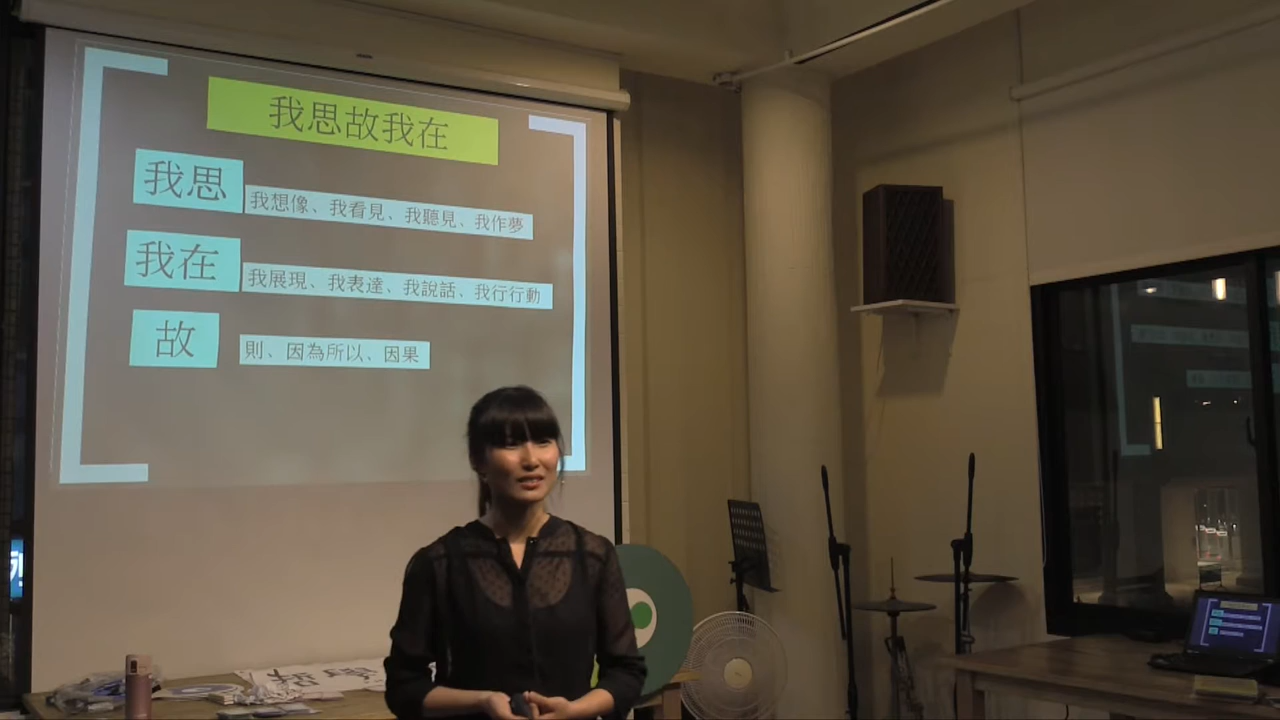 我思故我在
我思
我想像、我看見、我聽見、我作夢
我在
我展現、我表達、我說話、我行行動
故
則、因為所以、因果